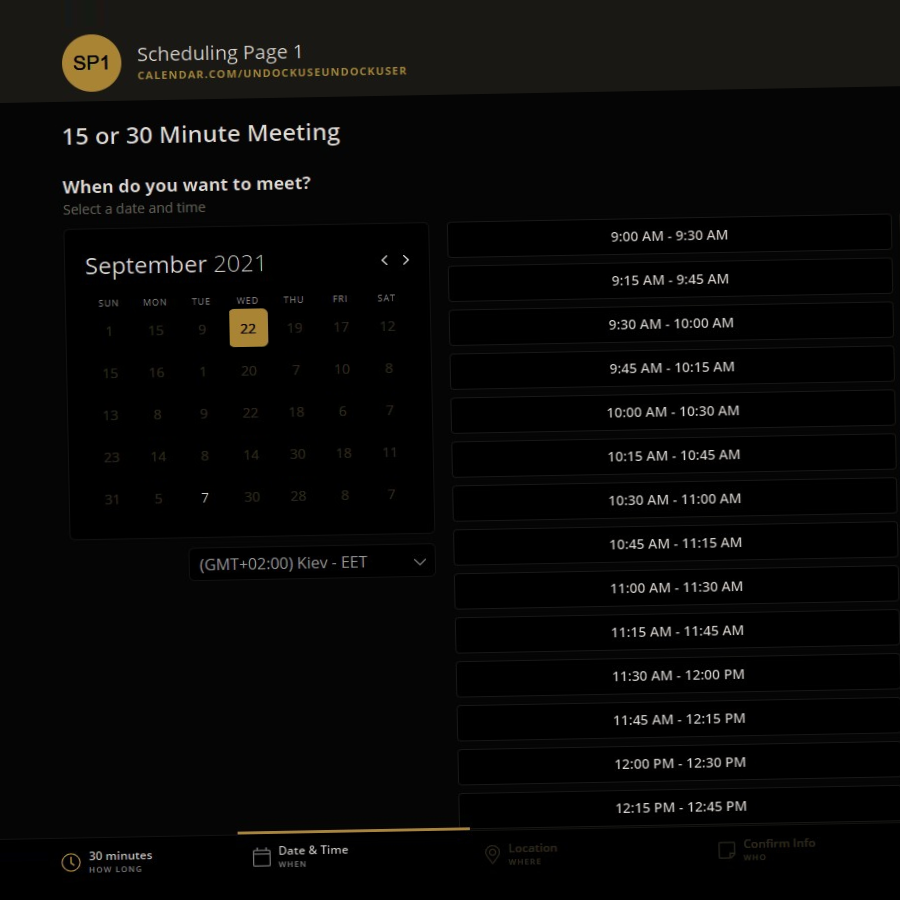 SP1
Scheduling Page 1
CALENDAR.COM/UNDOCKUSEUNDOCKUSER
15 or 30 Minute Meeting
When do you want to meet?
Select a date and time
September 2021
SUN MON TUE WED THU FRI SAT
1 15 9 22 19 17 12
15 16 1 20 7 10 8
13 8 9 22 18 6 7
23 14 8 14 30 18 11
31 5 7 30 28 8 7
(GMT+02:00) Kiev - EET
9:00 AM - 9:30 AM
9:15 AM - 9:45 AM
9:30 AM - 10:00 AM
9:45 AM - 10:15 AM
10:00 AM - 10:30 AM
10:15 AM - 10:45 AM
10:30 AM - 11:00 AM
10:45 AM - 11:15 AM
11:00 AM - 11:30 AM
11:15 AM - 11:45 AM
11:30 AM - 12:00 PM
11:45 AM - 12:15 PM
12:00 PM - 12:30 PM
12:15 PM - 12:45 PM
30 minutes
HOW LONG
Date & Time
WHEN
Location
WHERE
Confirm Info
WHO